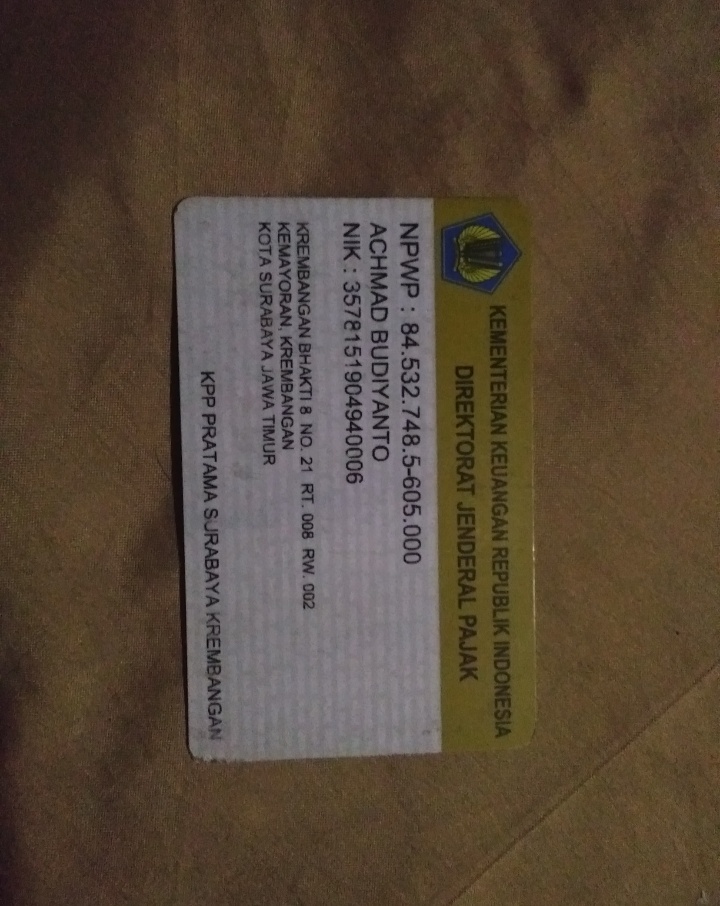 KEMENTERIAN KEUANGAN REPUBLIK INDONESIA
DIREKTORAT JENDERAL PAJAK
NPWP : 84.532.748.5-605.000
ACHMAD BUDIYANTO
NIK : 3578151904940006
KREMBANGAN BHAKTI 8 NO. 21 RT. 008 RW. 002
KEMAYORAN, KREMBANGAN
KOTA SURABAYA JAWA TIMUR
KPP PRATAMA SURABAYA KREMBANGAN